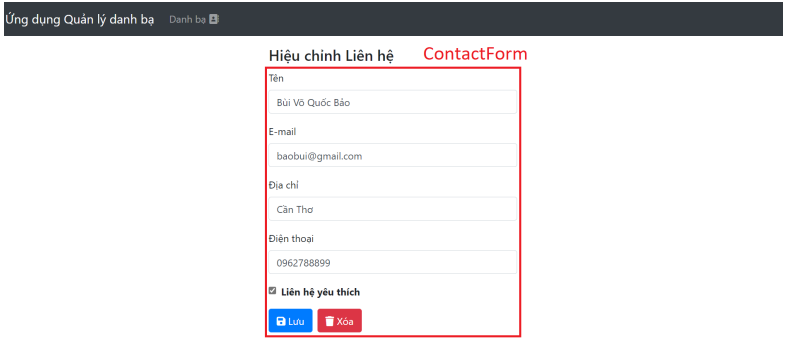 Ứng dụng Quản lý danh bạ Danh bạ
Hiệu chỉnh Liên hệ ContactForm
Tên
Bùi Võ Quốc Bảo
E-mail
baobui@gmail.com
Địa chỉ
Cần Thơ
Điện thoại
0962788899
Liên hệ yêu thích
Lưu Xóa